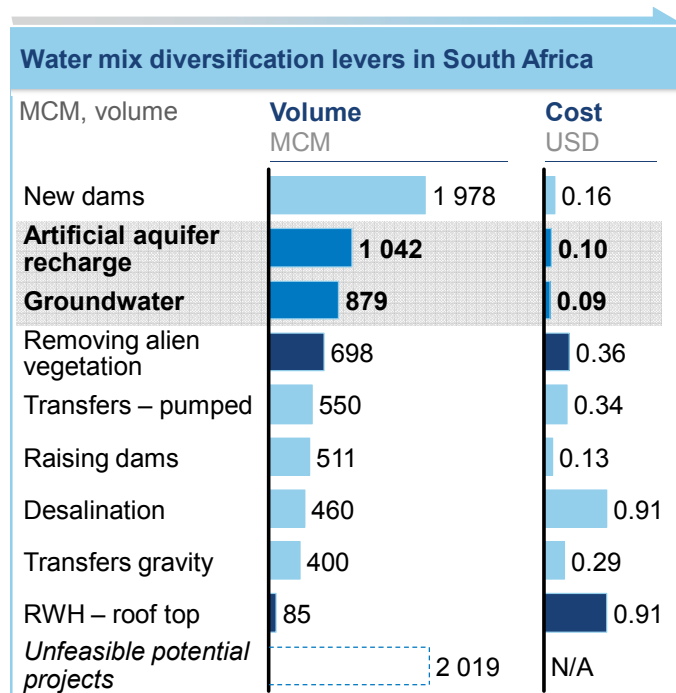 Water mix diversification levers in South Africa
MCM, volume Volume Cost
MCM USD
New dams 1 978 0.16
Artificial aquifer
recharge 1 042 0.10
Groundwater 879 0.09
Removing alien
vegetation 698 0.36
Transfers – pumped 550 0.34
Raising dams 511 0.13
Desalination 460 0.91
Transfers gravity 400 0.29
RWH – roof top 85 0.91
Unfeasible potential
projects 2 019 N/A